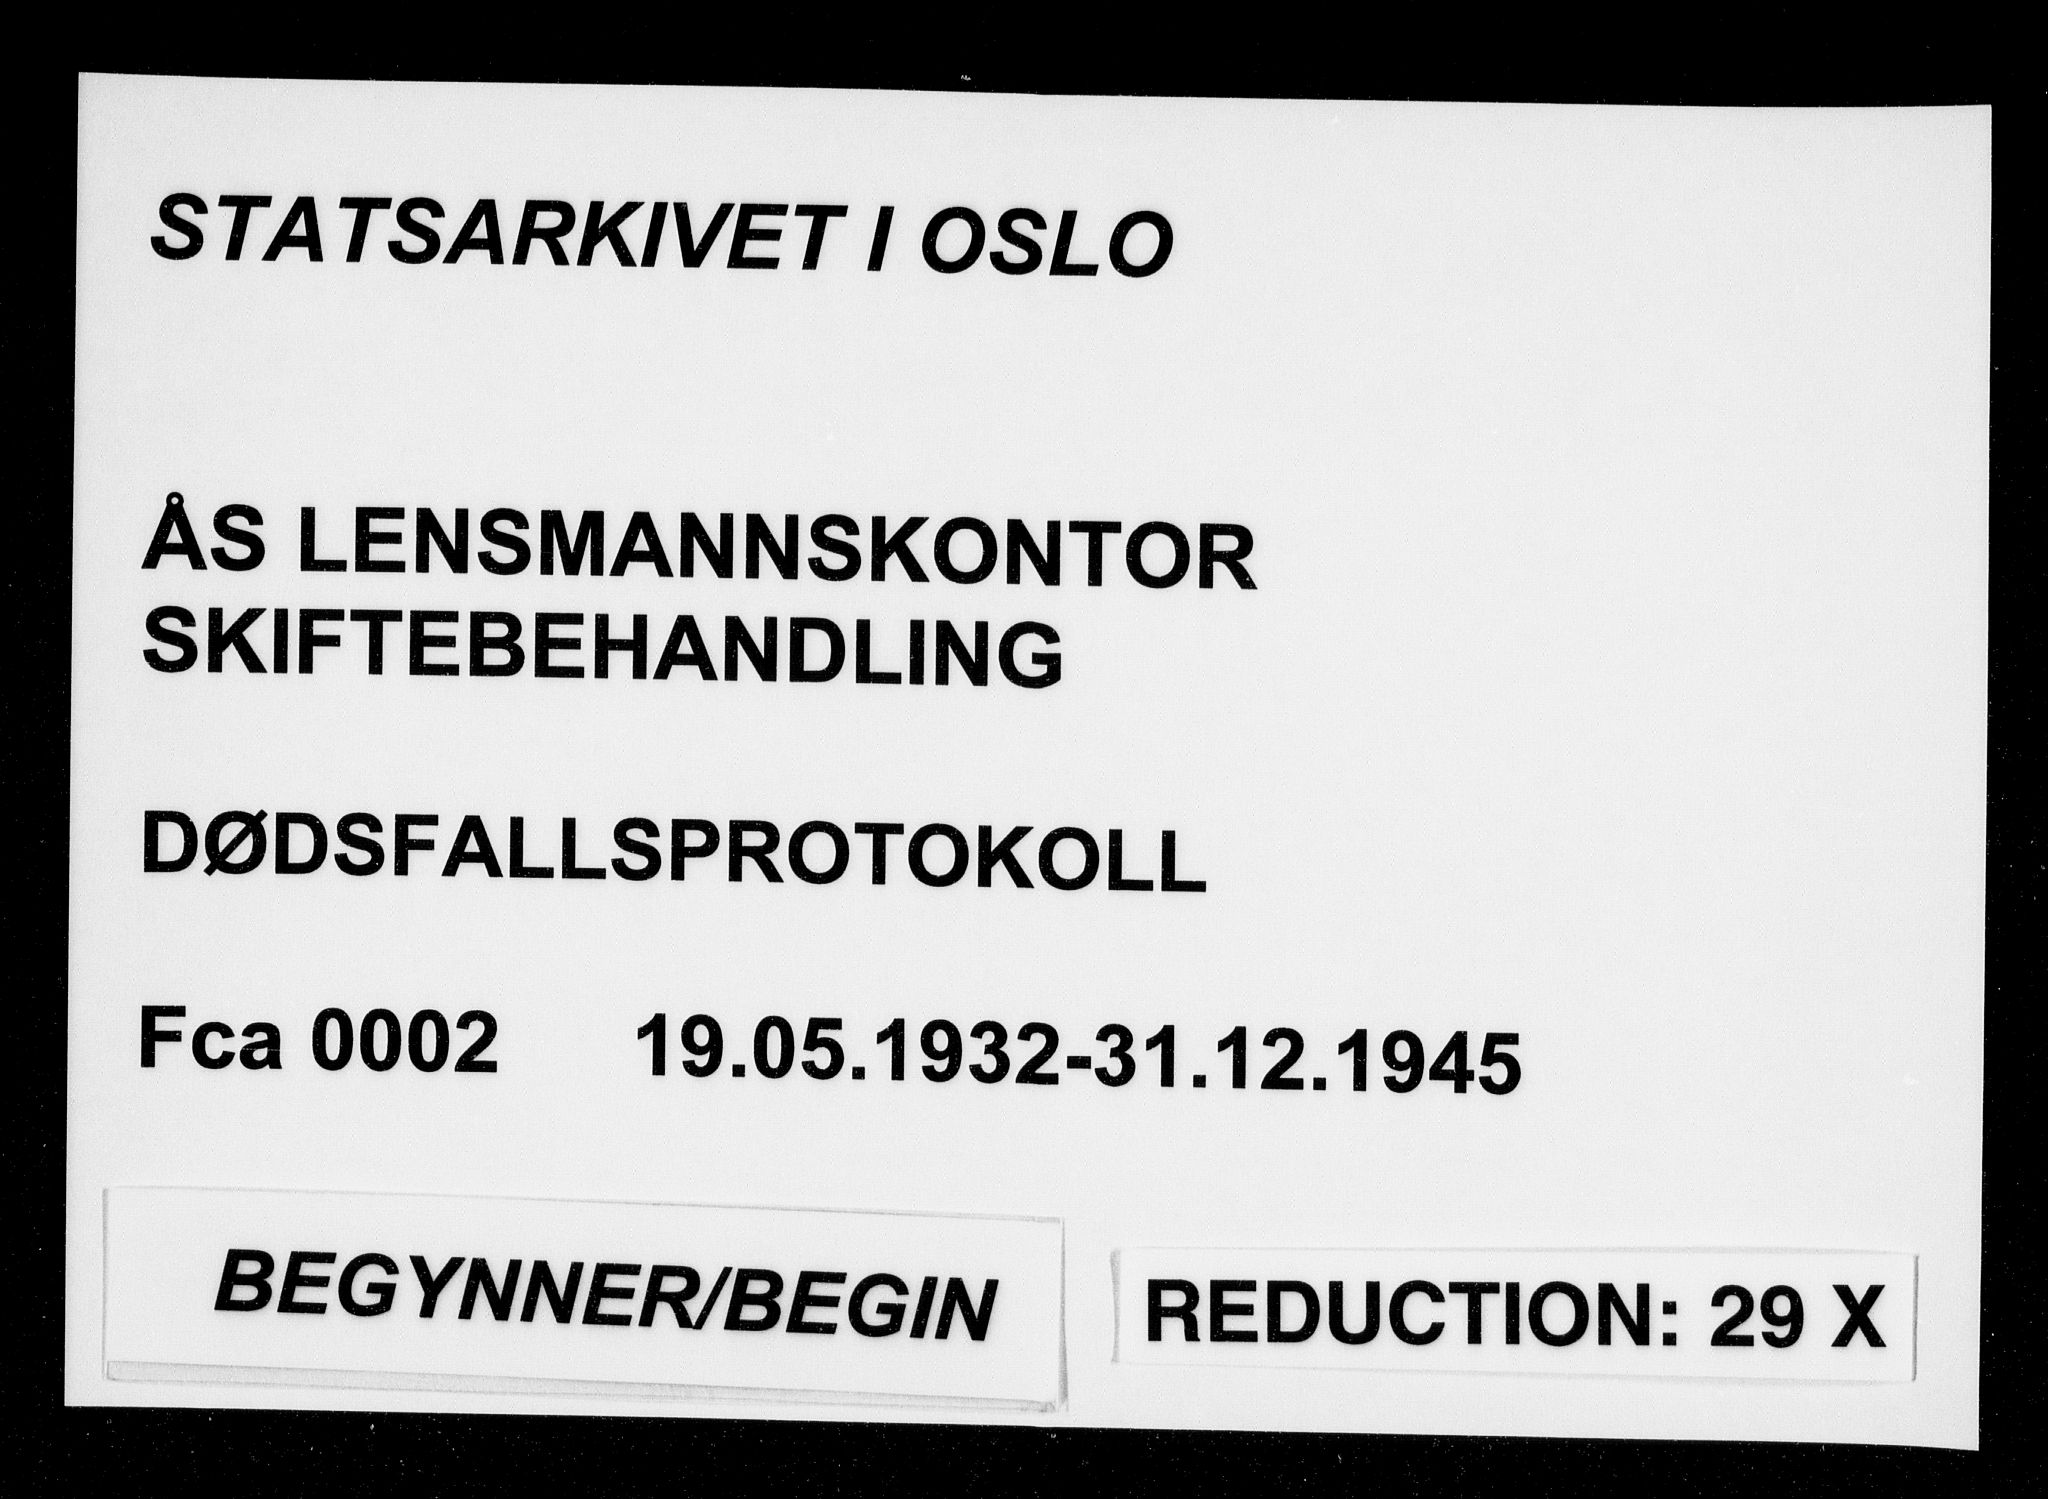 STATSARKIVET I OSLO
ÅS LENSMANNSKONTOR
SKIFTEBEHANDLING
DØDSFALLSPROTOKOLL
Fca 0002 19.05.1932-31.12.1945
BEGYNNER/BEGIN
REDUCTION: 29 X